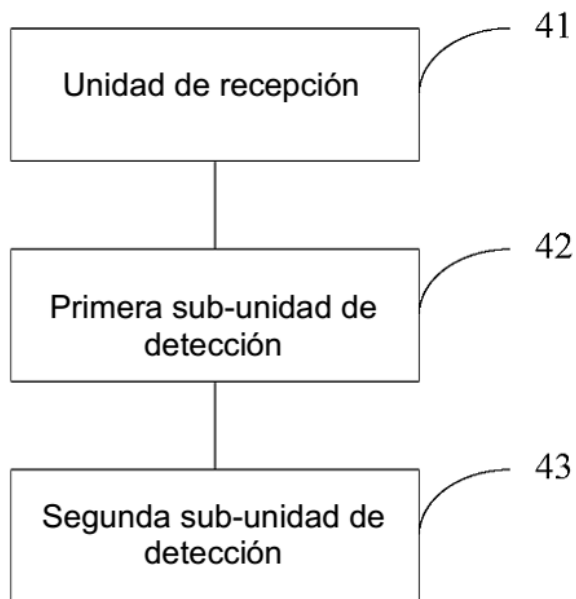 41
Unidad de recepción
42
Primera sub-unidad de
detección
43
Segunda sub-unidad de
detección